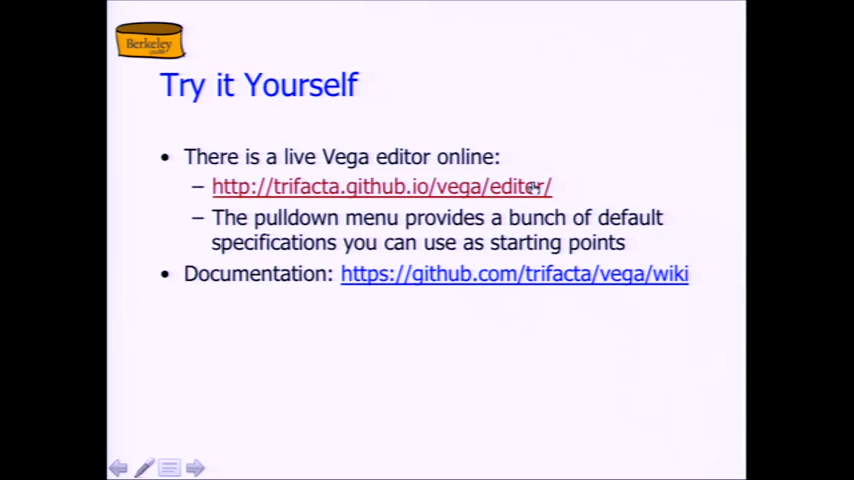 Berkeley
Try it Yourself
• There is a live Vega editor online:
– http://trifacta.github.io/vega/editor/
– The pulldown menu provides a bunch of default
specifications you can use as starting points
• Documentation: https://github.com/trifacta/vega/wiki